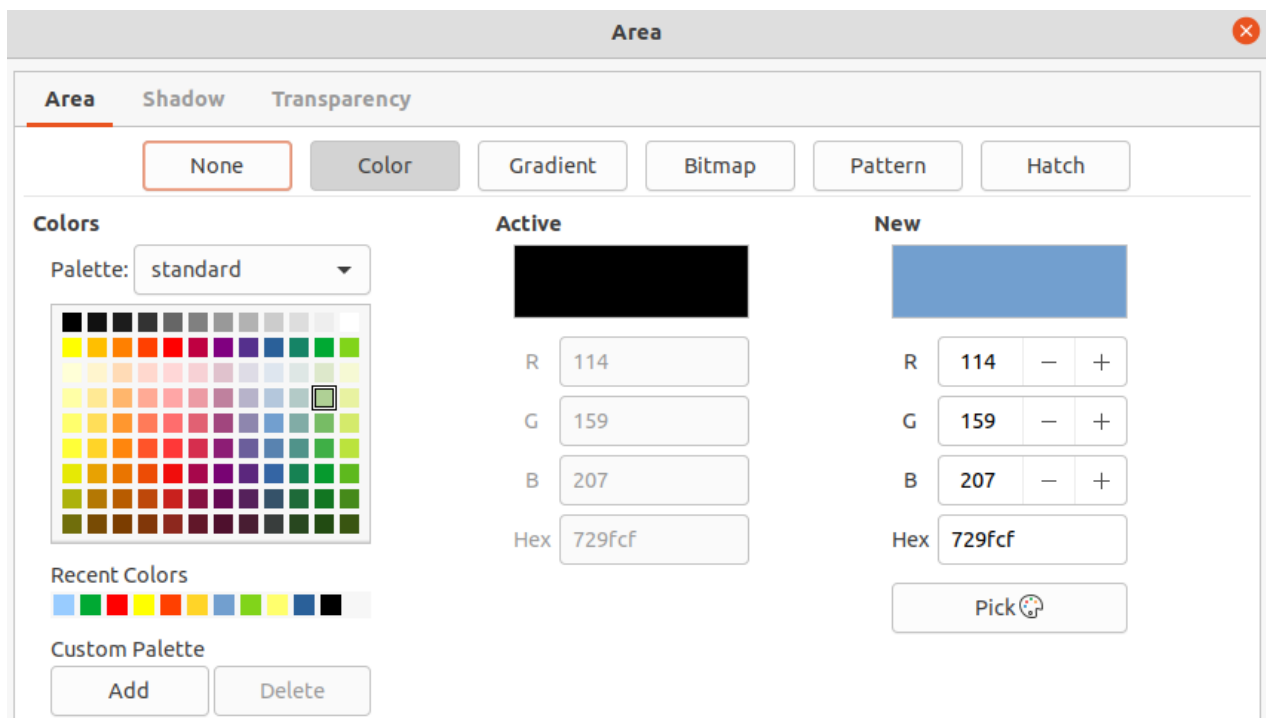 Area
Area Shadow Transparency
None Color Gradient Bitmap Pattern Hatch
Colors Active New
Palette: standard
R 114 R 114 − +
G 159 G 159 − +
B 207 B 207 − +
Hex 729fcf Hex 729fcf
Recent Colors
Pick
Custom Palette
Add Delete